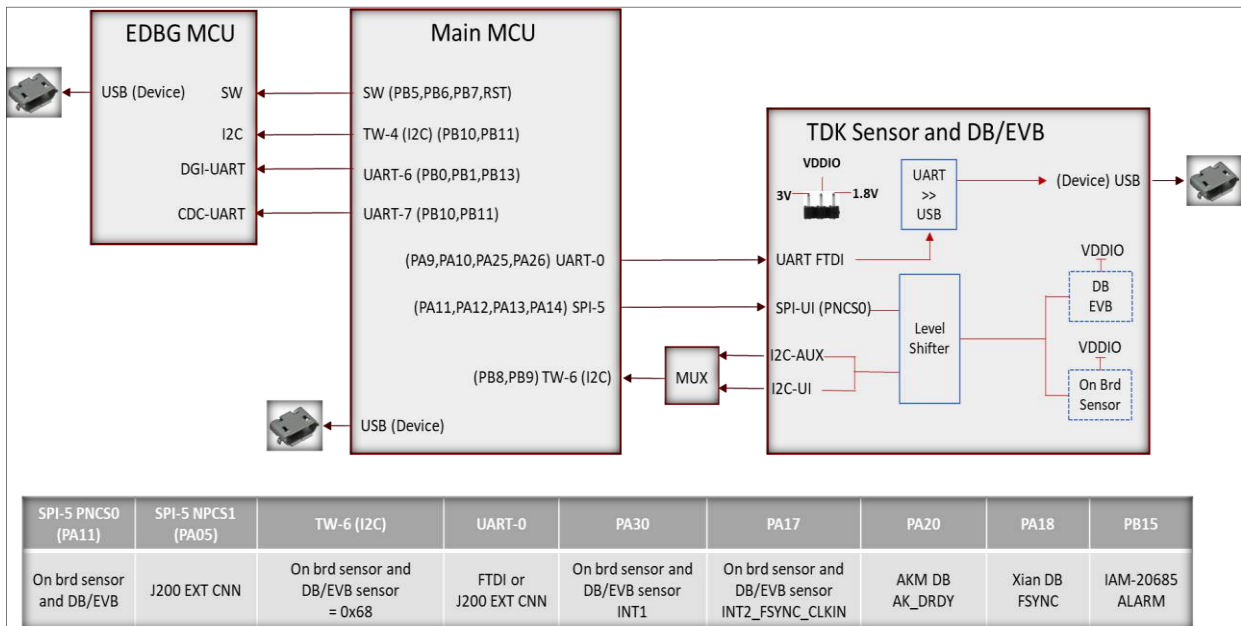 EDBG MCU
USB (Device)
SW
I2C
DGI-UART
CDC-UART
Main MCU
SW (PB5,PB6,PB7,RST)
TW-4 (I2C) (PB10,PB11)
UART-6 (PB0,PB1,PB13)
UART-7 (PB10,PB11)
(PA9,PA10,PA25,PA26) UART-0
(PA11,PA12,PA13,PA14) SPI-5
(PB8,PB9) TW-6 (I2C)
USB (Device)
MUX
TDK Sensor and DB/EVB
VDDIO
3V
1.8V
UART
>>
USB
(Device) USB
UART FTDI
SPI-UI (PNCS0)
I2C-AUX
I2C-UI
Level
Shifter
VDDIO
DB
EVB
VDDIO
On Brd
Sensor
SPI-5 PNCS0
(PA11)
SPI-5 NPCS1
(PA05)
TW-6 (I2C)
UART-0
PA30
PA17
PA20
PA18
PB15
On brd sensor
and DB/EVB
J200 EXT CNN
On brd sensor and
DB/EVB sensor
= 0x68
FTDI or
J200 EXT CNN
On brd sensor and
DB/EVB sensor
INT1
On brd sensor and
DB/EVB sensor
INT2_FSYNC_CLKIN
AKM DB
AK_DRDY
Xian DB
FSYNC
IAM-20685
ALARM